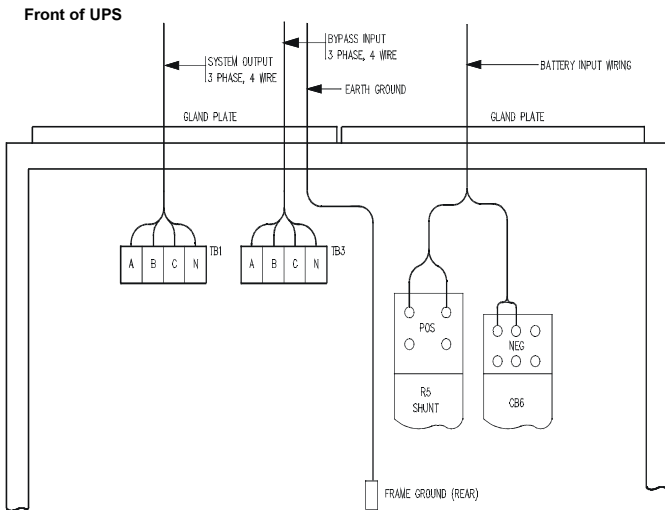 Front of UPS
SYSTEM OUTPUT
3 PHASE, 4 WIRE
BYPASS INPUT
3 PHASE, 4 WIRE
EARTH GROUND
BATTERY INPUT WIRING
GLAND PLATE
GLAND PLATE
A B C N
TB1
A B C N
TB3
POS
NEG
R5
SHUNT
CB6
FRAME GROUND (REAR)